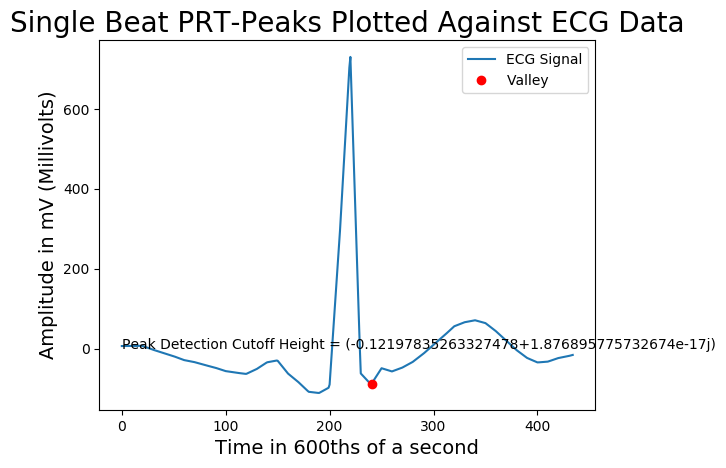 Single Beat PRT-Peaks Plotted Against ECG Data
ECG Signal
Valley
Amplitude in mV (Millivolts)
600
400
200
0
Peak Detection Cutoff Height = (-0.12197835263327478+1.876895775732674e-17j)
0 100 200 300 400
Time in 600ths of a second